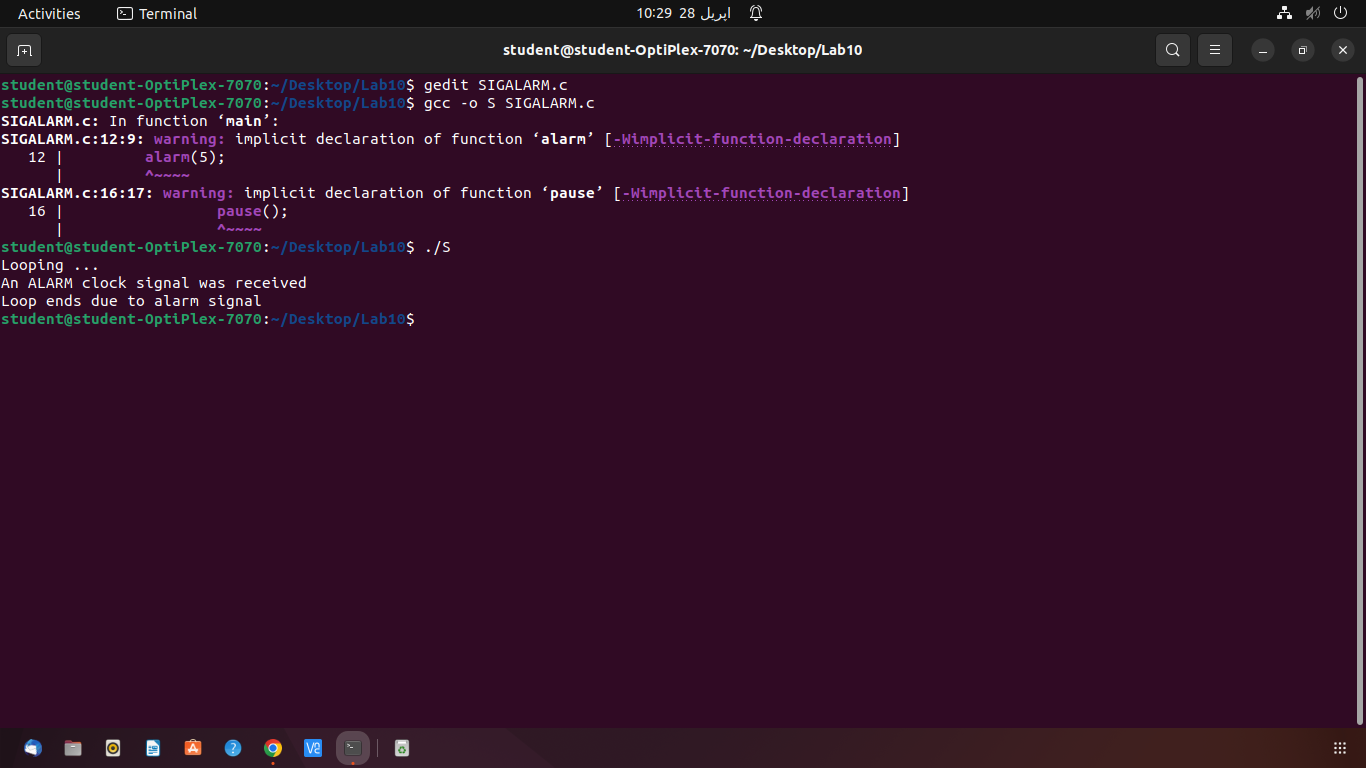 Activities Terminal 10:29 28 اپریل
student@student-OptiPlex-7070: ~/Desktop/Lab10
student@student-OptiPlex-7070:~/Desktop/Lab10$ gedit SIGALARM.c
student@student-OptiPlex-7070:~/Desktop/Lab10$ gcc -o S SIGALARM.c
SIGALARM.c: In function ‘main’:
SIGALARM.c:12:9: warning: implicit declaration of function ‘alarm’ [-Wimplicit-function-declaration]
   12 |         alarm(5);
      |         ^~~~~
SIGALARM.c:16:17: warning: implicit declaration of function ‘pause’ [-Wimplicit-function-declaration]
   16 |                 pause();
      |                 ^~~~~
student@student-OptiPlex-7070:~/Desktop/Lab10$ ./S
Looping ...
An ALARM clock signal was received
Loop ends due to alarm signal
student@student-OptiPlex-7070:~/Desktop/Lab10$